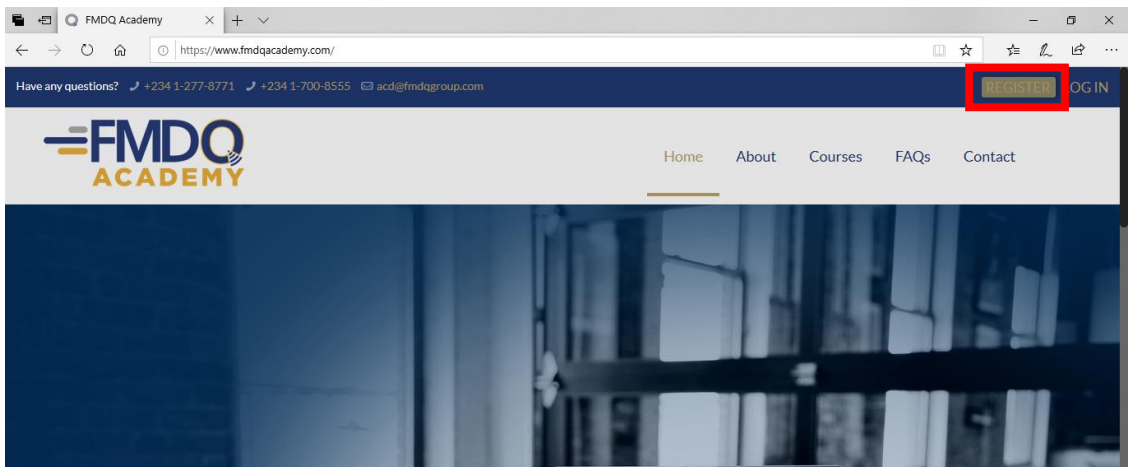 FMDQ Academy
https://www.fmdqacademy.com/
Have any questions? +234 1-277-8771 +234 1-700-8555 acd@fmdqgroup.com REGISTER LOG IN
FMDQ
ACADEMY
Home About Courses FAQs Contact